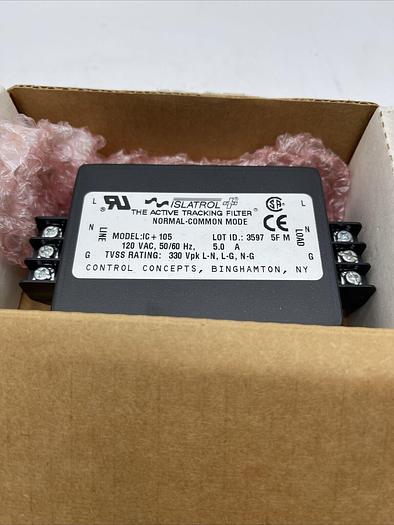 L ISLATROL + L
THE ACTIVE TRACKING FILTER®
N NORMAL-COMMON MODE CE N
LINE MODEL:IC+105 LOT ID.: 3597 5F M LOAD
120 VAC, 50/60 Hz, 5.0 A
G TVSS RATING: 330 Vpk L-N, L-G, N-G G
CONTROL CONCEPTS, BINGHAMTON, NY